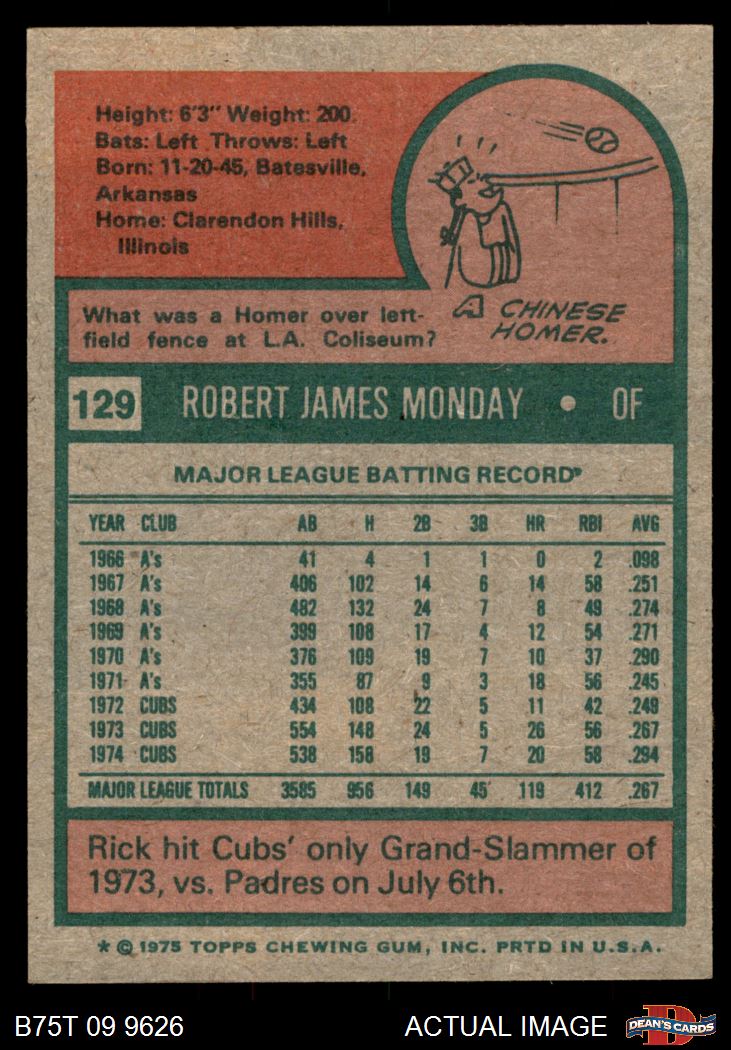 Height: 6'3" Weight: 200
Bats: Left Throws: Left
Born: 11-20-45, Batesville,
Arkansas
Home: Clarendon Hills,
Illinois
What was a Homer over left-
field fence at L.A. Coliseum?
A CHINESE
HOMER.
129 ROBERT JAMES MONDAY • OF
MAJOR LEAGUE BATTING RECORD*
YEAR CLUB AB H 2B 3B HR RBI AVG
1966 A's 41 4 1 1 0 2 .098
1967 A's 406 102 14 6 14 58 .251
1968 A's 482 132 24 7 8 49 .274
1969 A's 399 108 17 4 12 54 .271
1970 A's 376 109 19 7 10 37 .290
1971 A's 355 87 9 3 18 56 .245
1972 CUBS 434 108 22 5 11 42 .249
1973 CUBS 554 148 24 5 26 56 .267
1974 CUBS 538 158 19 7 20 58 .294
MAJOR LEAGUE TOTALS 3585 956 149 45 119 412 .267
Rick hit Cubs' only Grand-Slammer of
1973, vs. Padres on July 6th.
* © 1975 TOPPS CHEWING GUM, INC. PRTD IN U.S.A.
B75T 09 9626 ACTUAL IMAGE DEAN'S CARDS